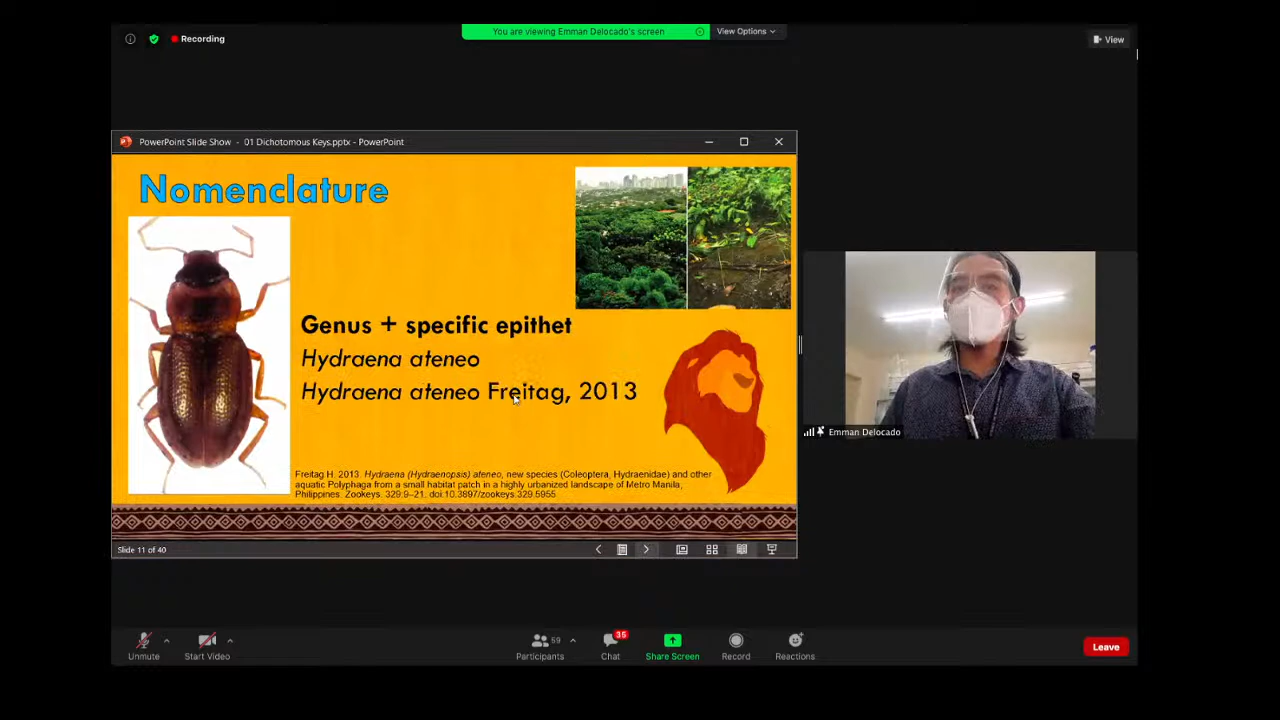 Recording
You are viewing Emman Delocado's screen
View Options
View
PowerPoint Slide Show - 01 Dichotomous Keys.pptx - PowerPoint
Nomenclature
Genus + specific epithet
Hydraena ateneo
Hydraena ateneo Freitag, 2013
Freitag H. 2013. Hydraena (Hydraenopsis) ateneo, new species (Coleoptera, Hydraenidae) and other
aquatic Polyphaga from a small habitat patch in a highly urbanized landscape of Metro Manila,
Philippines. Zookeys. 329:9–21. doi:10.3897/zookeys.329.5955
Slide 11 of 40
Emman Delocado
Unmute
Start Video
59
Participants
35
Chat
Share Screen
Record
Reactions
Leave